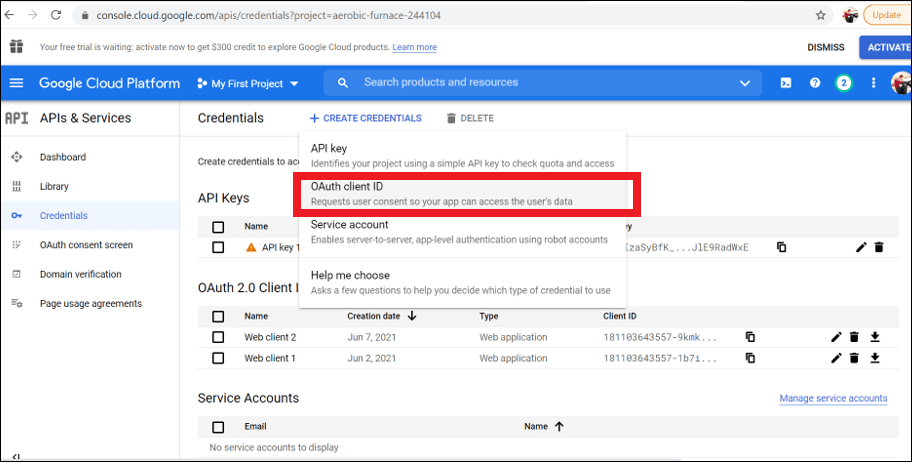 console.cloud.google.com/apis/credentials?project=aerobic-furnace-244104
Update
Your free trial is waiting: activate now to get $300 credit to explore Google Cloud products. Learn more
DISMISS
ACTIVATE
Google Cloud Platform
My First Project
Search products and resources
2
API
APIs & Services
Credentials
+ CREATE CREDENTIALS
DELETE
Dashboard
Library
Credentials
OAuth consent screen
Domain verification
Page usage agreements
Create credentials to acc
API key
Identifies your project using a simple API key to check quota and access
OAuth client ID
Requests user consent so your app can access the user's data
Service account
Enables server-to-server, app-level authentication using robot accounts
Help me choose
Asks a few questions to help you decide which type of credential to use
API Keys
Name
API key 1
IzaSyBfK_...JlE9RadWxE
OAuth 2.0 Client I
Name Creation date Type Client ID
Web client 2 Jun 7, 2021 Web application 181103643557-9kmk...
Web client 1 Jun 2, 2021 Web application 181103643557-1b7i...
Service Accounts
Manage service accounts
Email Name
No service accounts to display